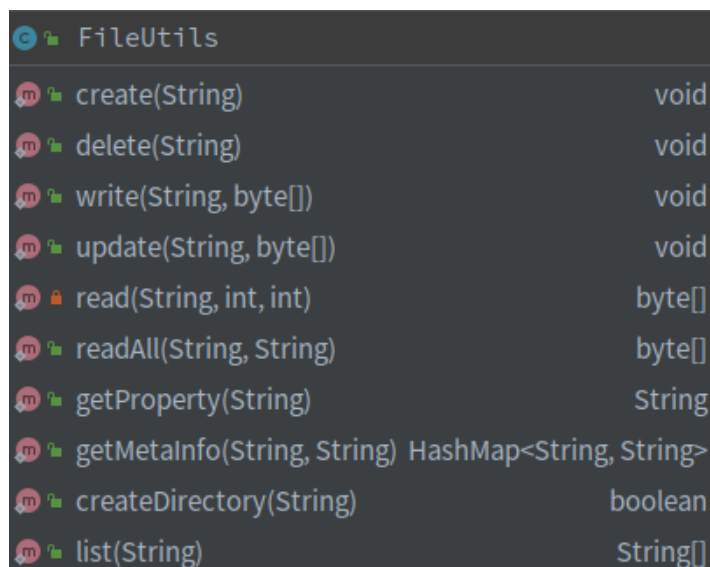 FileUtils
create(String) void
delete(String) void
write(String, byte[]) void
update(String, byte[]) void
read(String, int, int) byte[]
readAll(String, String) byte[]
getProperty(String) String
getMetaInfo(String, String) HashMap<String, String>
createDirectory(String) boolean
list(String) String[]